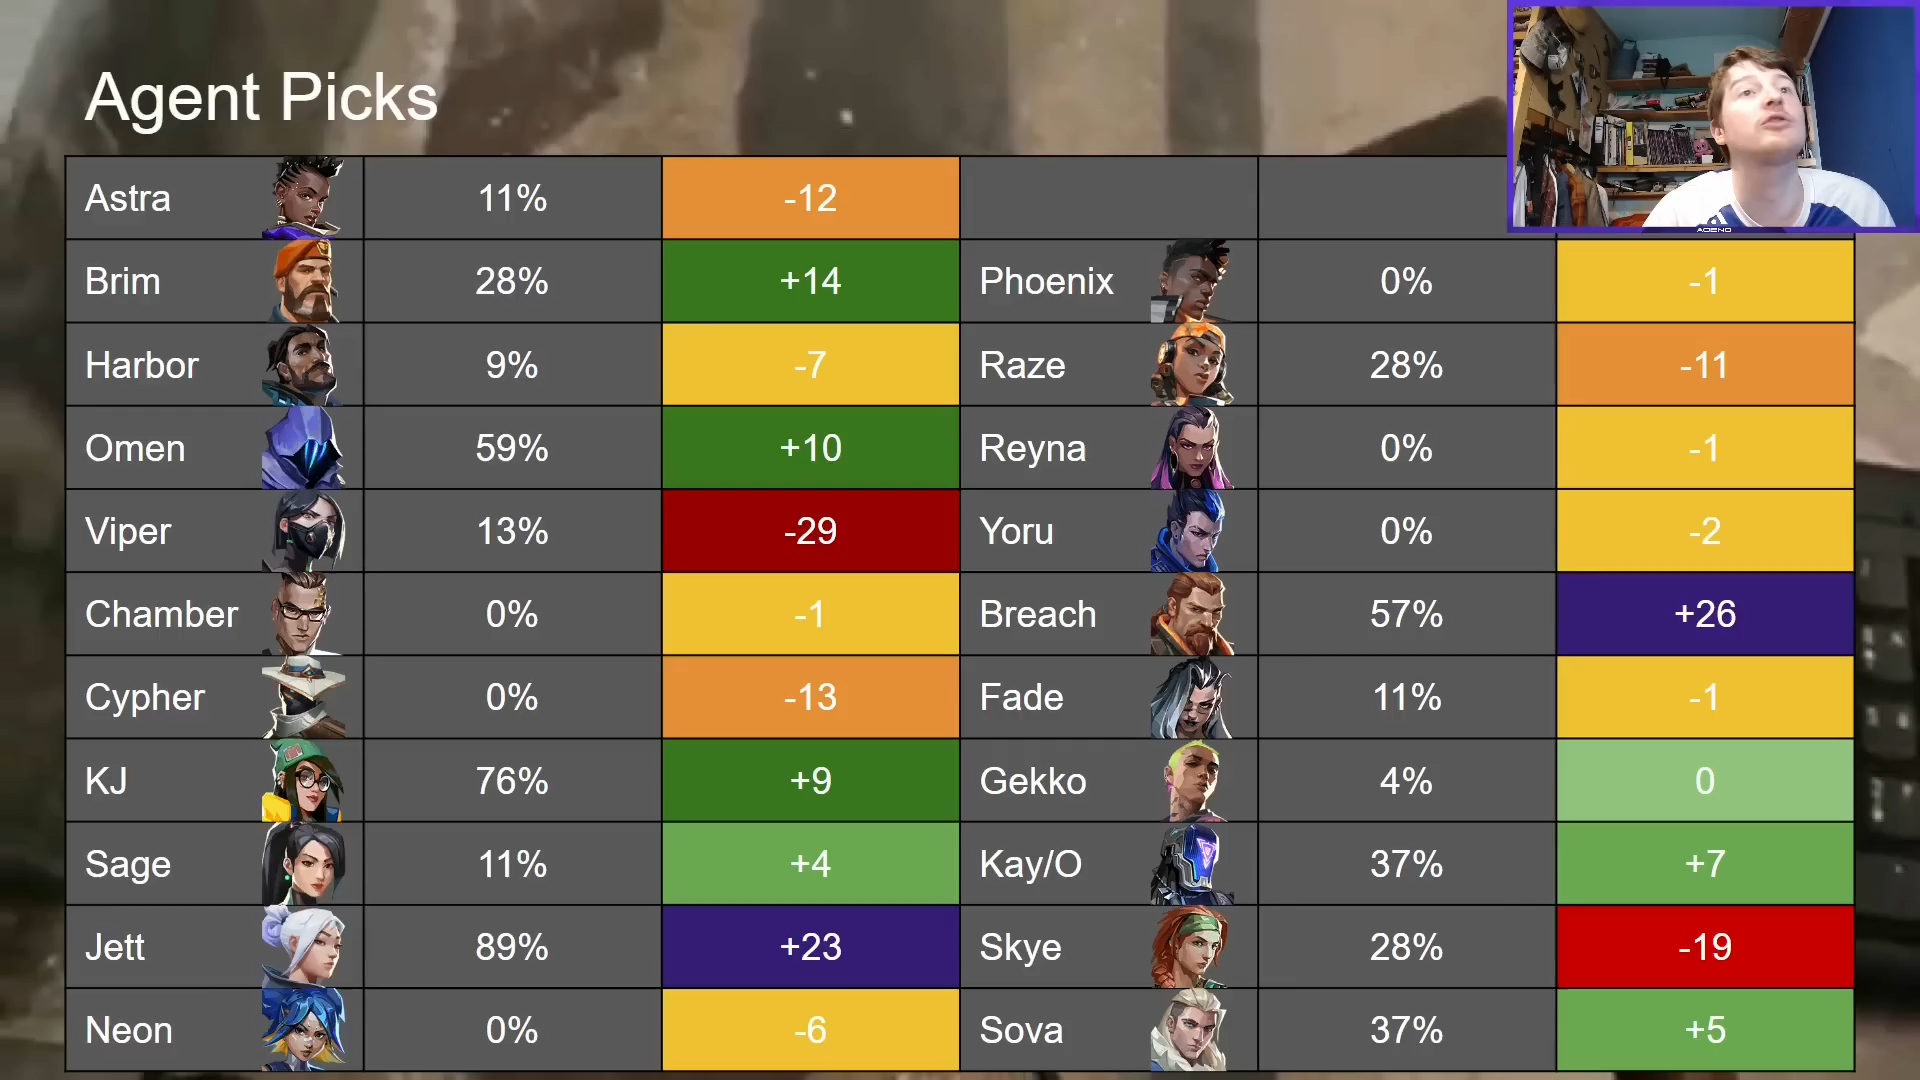 Agent Picks
Astra 11% -12
Brim 28% +14 Phoenix 0% -1
Harbor 9% -7 Raze 28% -11
Omen 59% +10 Reyna 0% -1
Viper 13% -29 Yoru 0% -2
Chamber 0% -1 Breach 57% +26
Cypher 0% -13 Fade 11% -1
KJ 76% +9 Gekko 4% 0
Sage 11% +4 Kay/O 37% +7
Jett 89% +23 Skye 28% -19
Neon 0% -6 Sova 37% +5